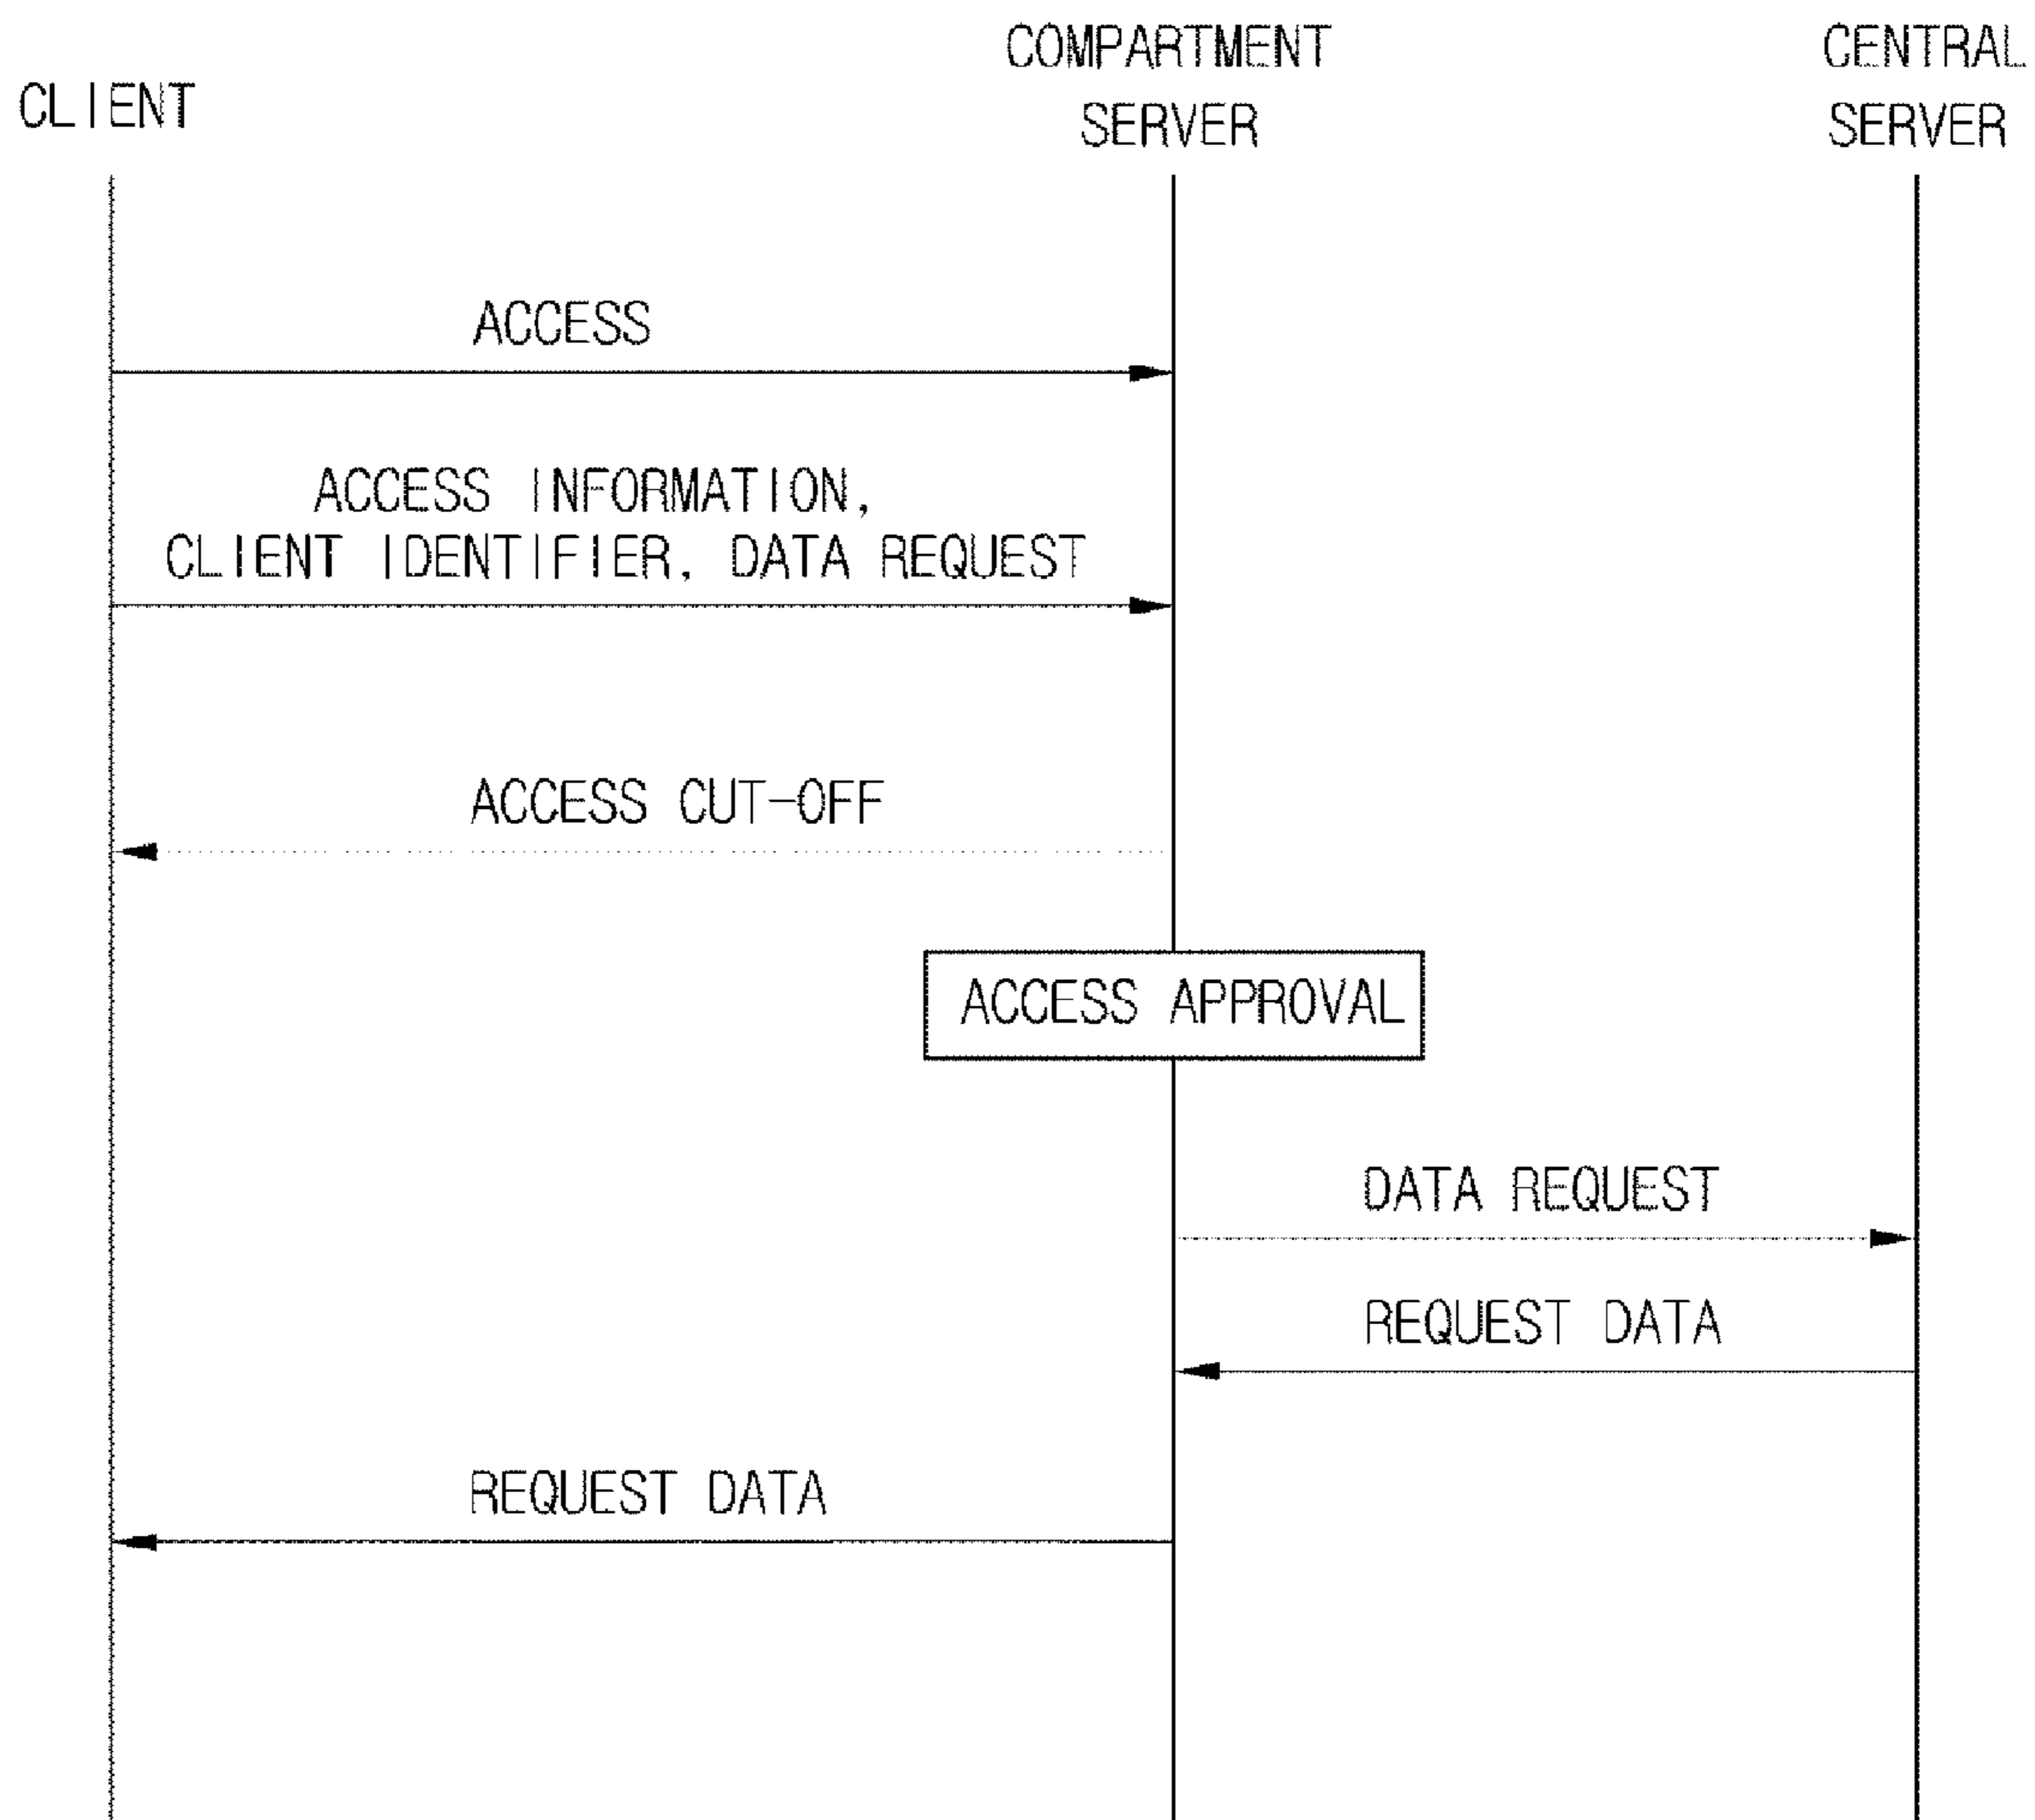 CLIENT
COMPARTMENT
SERVER
CENTRAL
SERVER
ACCESS
ACCESS INFORMATION,
CLIENT IDENTIFIER, DATA REQUEST
ACCESS CUT-OFF
ACCESS APPROVAL
DATA REQUEST
REQUEST DATA
REQUEST DATA